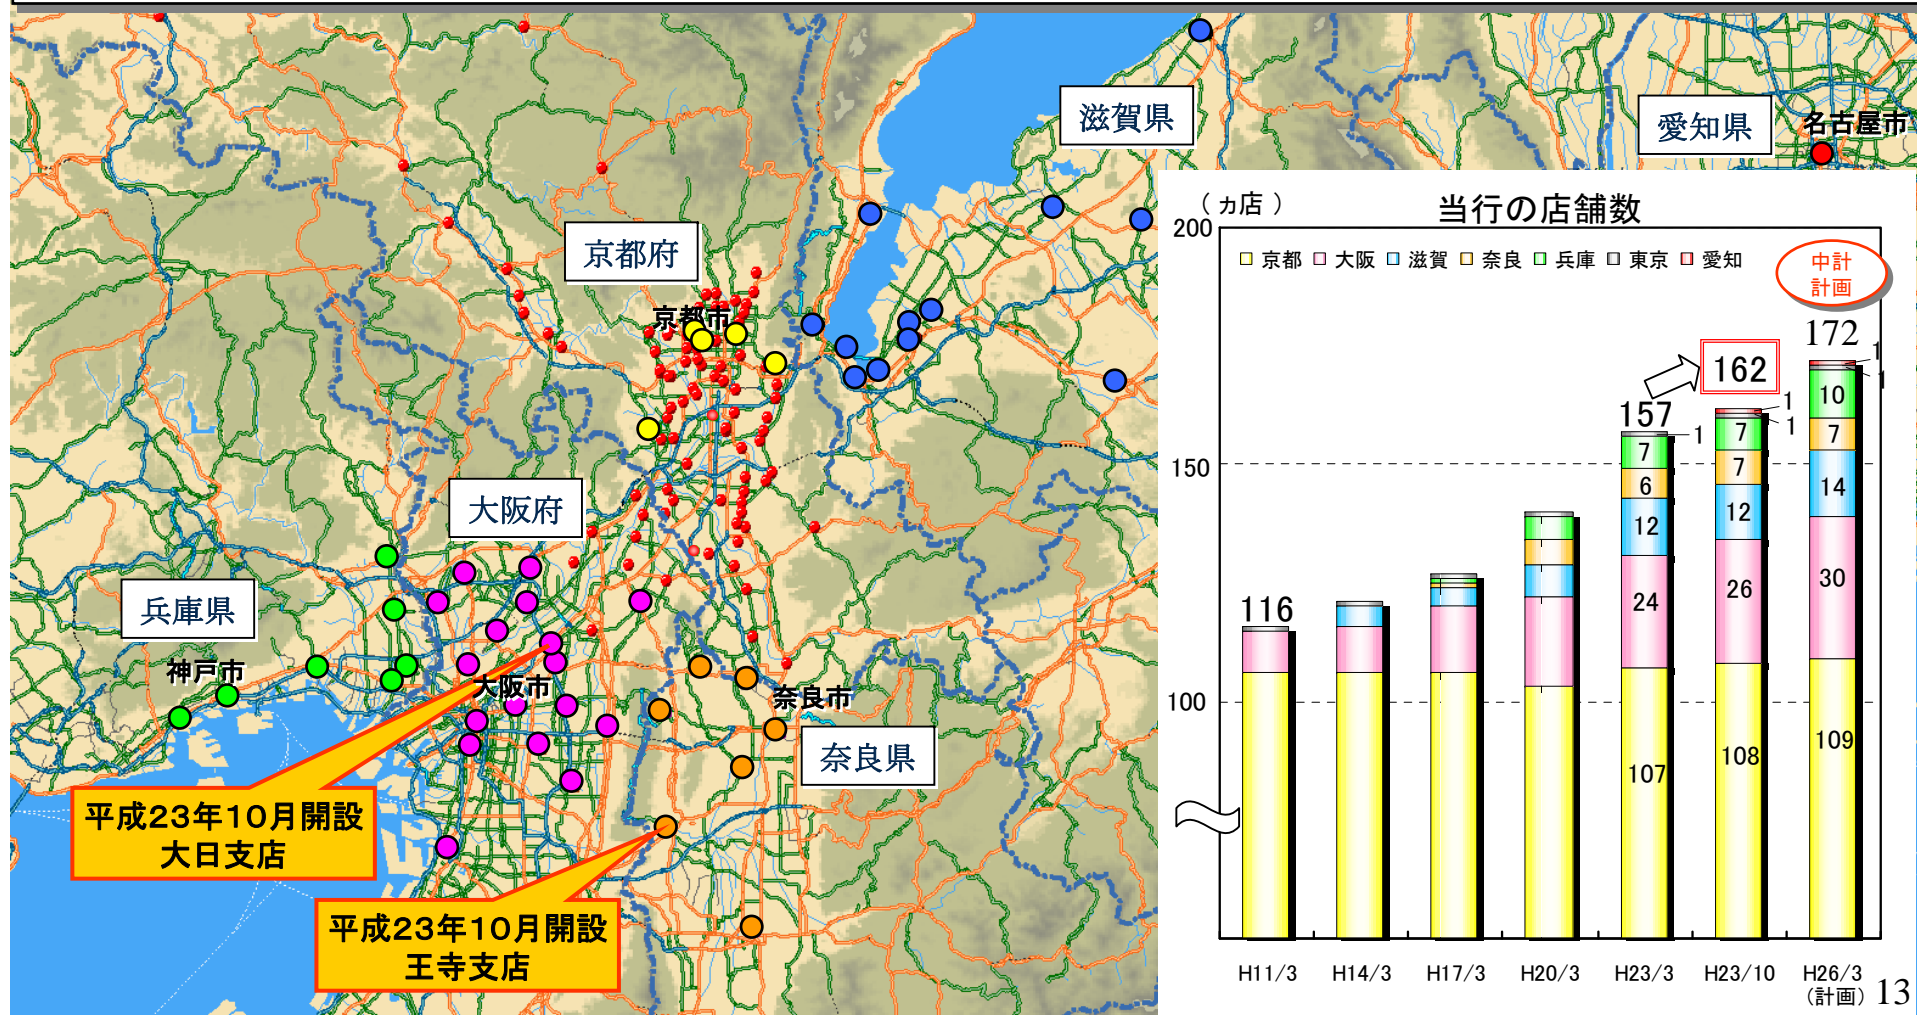 滋賀県
愛知県
名古屋市
京都府
京都市
大阪府
兵庫県
神戸市
大阪市
奈良市
奈良県
平成23年10月開設
大日支店
平成23年10月開設
王寺支店
（ヵ店）
当行の店舗数
200
150
100
京都 大阪 滋賀 奈良 兵庫 東京 愛知
中計
計画
116
157
162
172
1
7
6
12
24
107
1
1
7
7
12
26
108
1
1
10
7
14
30
109
H11/3 H14/3 H17/3 H20/3 H23/3 H23/10 H26/3
（計画）
13